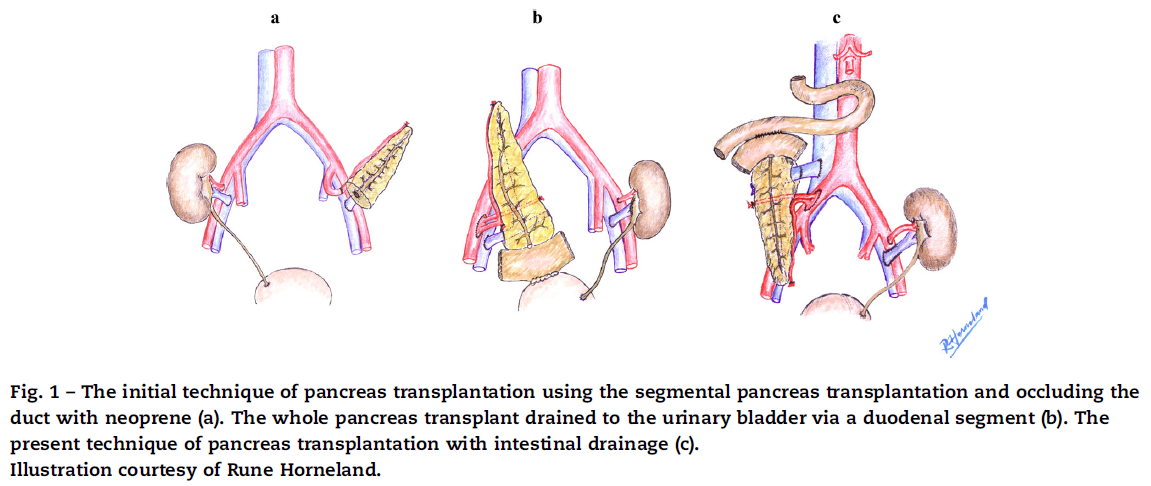 a
b
c
RHorneland
Fig. 1 – The initial technique of pancreas transplantation using the segmental pancreas transplantation and occluding the
duct with neoprene (a). The whole pancreas transplant drained to the urinary bladder via a duodenal segment (b). The
present technique of pancreas transplantation with intestinal drainage (c).
Illustration courtesy of Rune Horneland.